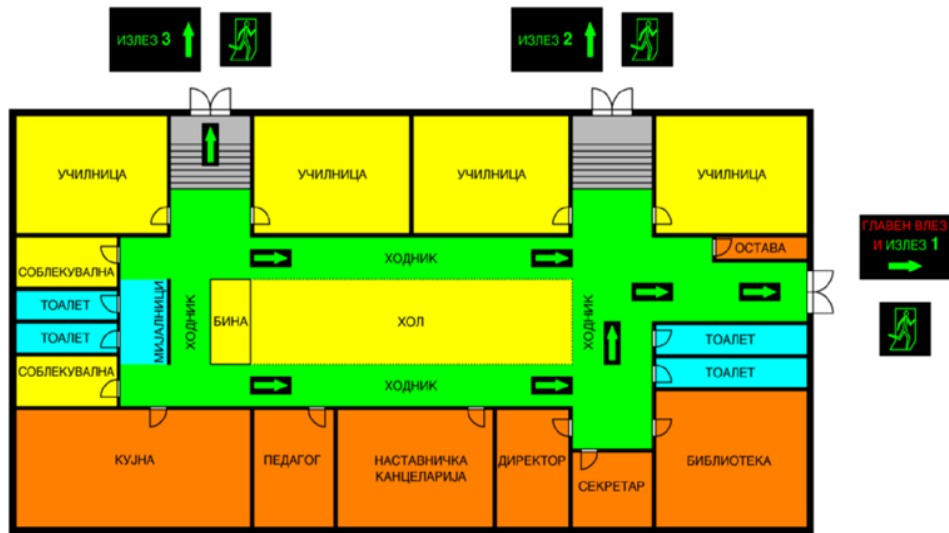 ИЗЛЕЗ 3
ИЗЛЕЗ 2
УЧИЛНИЦА
УЧИЛНИЦА
УЧИЛНИЦА
УЧИЛНИЦА
ГЛАВЕН ВЛЕЗ
И ИЗЛЕЗ 1
ОСТАВА
СОБЛЕКУВАЛНА
ХОДНИК
ТОАЛЕТ
ТОАЛЕТ
СОБЛЕКУВАЛНА
МИЈАЛНИЦИ
ХОДНИК
БИНА
ХОЛ
ХОДНИК
ТОАЛЕТ
ТОАЛЕТ
ХОДНИК
КУЈНА
ПЕДАГОГ
НАСТАВНИЧКА
КАНЦЕЛАРИЈА
ДИРЕКТОР
СЕКРЕТАР
БИБЛИОТЕКА